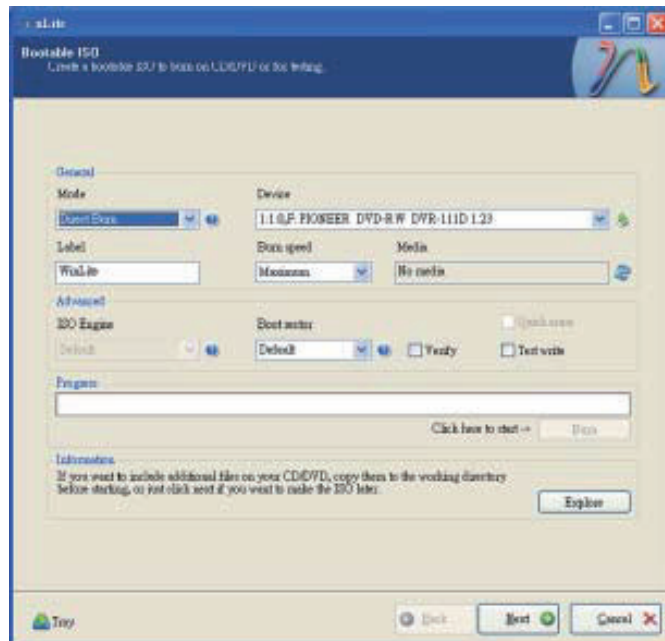 nLite
Bootable ISO
Create a bootable ISO to burn on CD/DVD or for testing.
General
Mode
Device
Direct Burn
1:1:0,F: PIONEER DVD-RW DVR-111D 1.23
Label
Burn speed
Media
WinLite
Maximum
No media
Advanced
ISO Engine
Boot sector
Quick erase
Default
Default
Verify
Test write
Progress
Click here to start ->
Burn
Information
If you want to include additional files on your CD/DVD, copy them to the working directory
before starting, or just click next if you want to make the ISO later.
Explore
Tray
Back
Next
Cancel